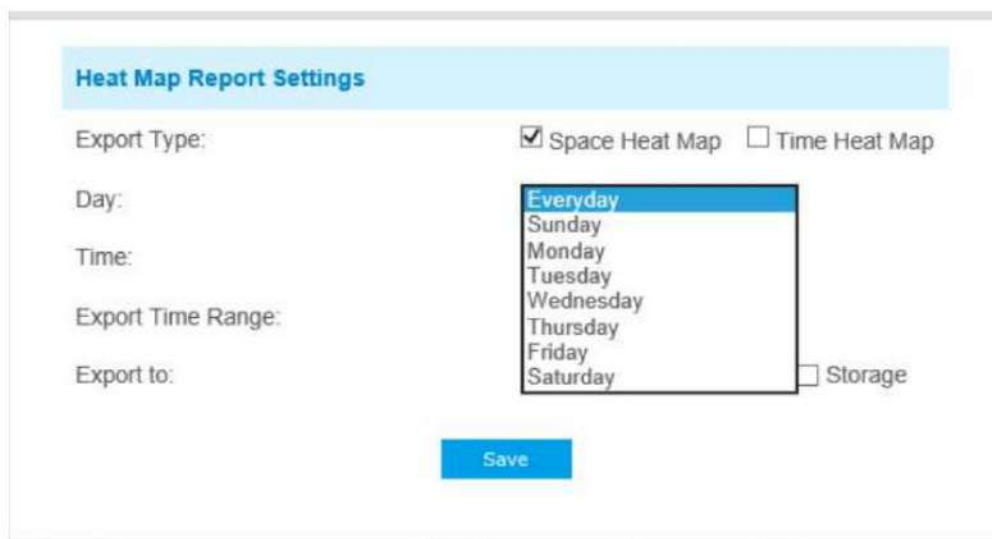 Heat Map Report Settings
Export Type: Space Heat Map Time Heat Map
Day: Everyday
Sunday
Time: Monday
Tuesday
Wednesday
Export Time Range: Thursday
Friday
Export to: Saturday Storage
Save